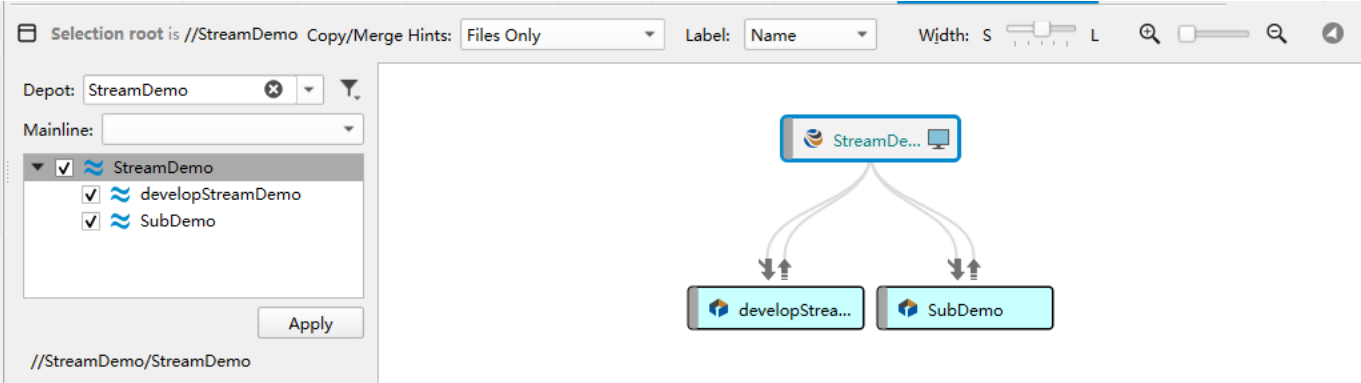 Selection root is //StreamDemo Copy/Merge Hints: Files Only Label: Name Width: S L
Depot: StreamDemo
Mainline:
StreamDemo
developStreamDemo
SubDemo
Apply
//StreamDemo/StreamDemo
StreamDe...
developStrea...
SubDemo